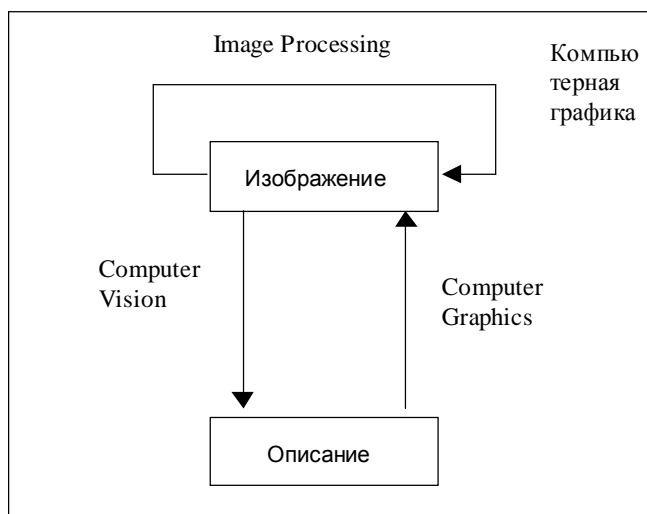 Image Processing
Компью
терная
графика
Изображение
Computer
Vision
Computer
Graphics
Описание